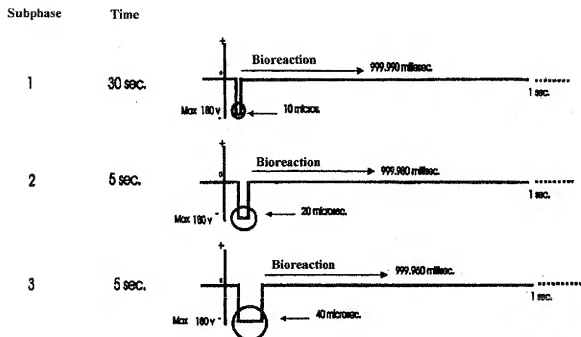 Subphase Time
+
Bioreaction
999.990 millisec.
1 30 sec.
1 sec.
Max 180 v
-
10 micros.
+
Bioreaction
999.980 millisec.
2 5 sec.
1 sec.
Max 180 v -
20 microsec.
+
Bioreaction
999.960 millisec.
3 5 sec.
1 sec.
Max 180 v -
40 microsec.